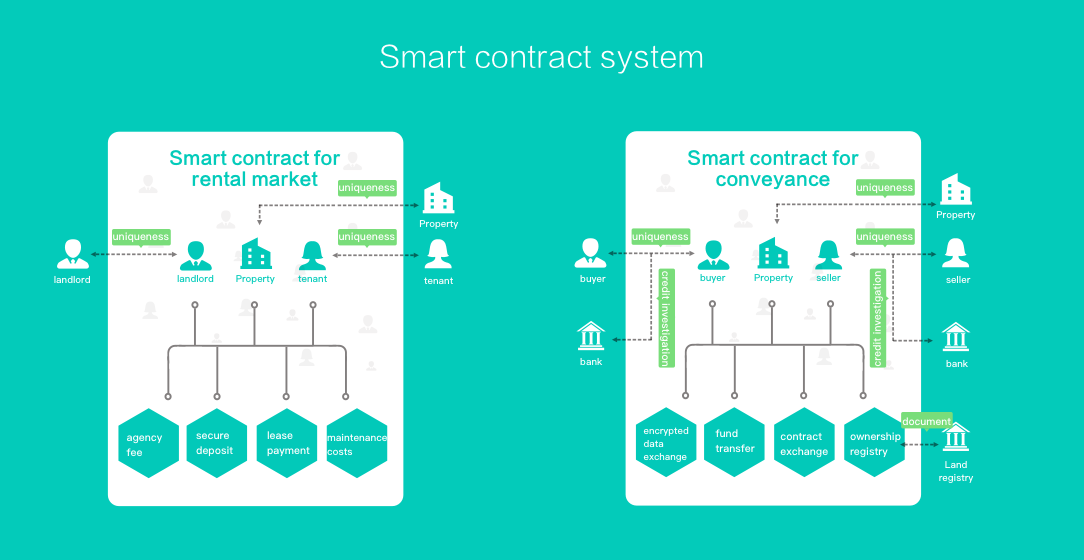 Smart contract system
Smart contract for
rental market
uniqueness
Property
uniqueness
uniqueness
landlord
landlord
Property
tenant
tenant
agency
fee
secure
deposit
lease
payment
maintenance
costs
Smart contract for
conveyance
uniqueness
Property
uniqueness
uniqueness
buyer
buyer
Property
seller
seller
credit investigation
credit investigation
bank
bank
encrypted
data
exchange
fund
transfer
contract
exchange
ownership
registry
document
Land
registry